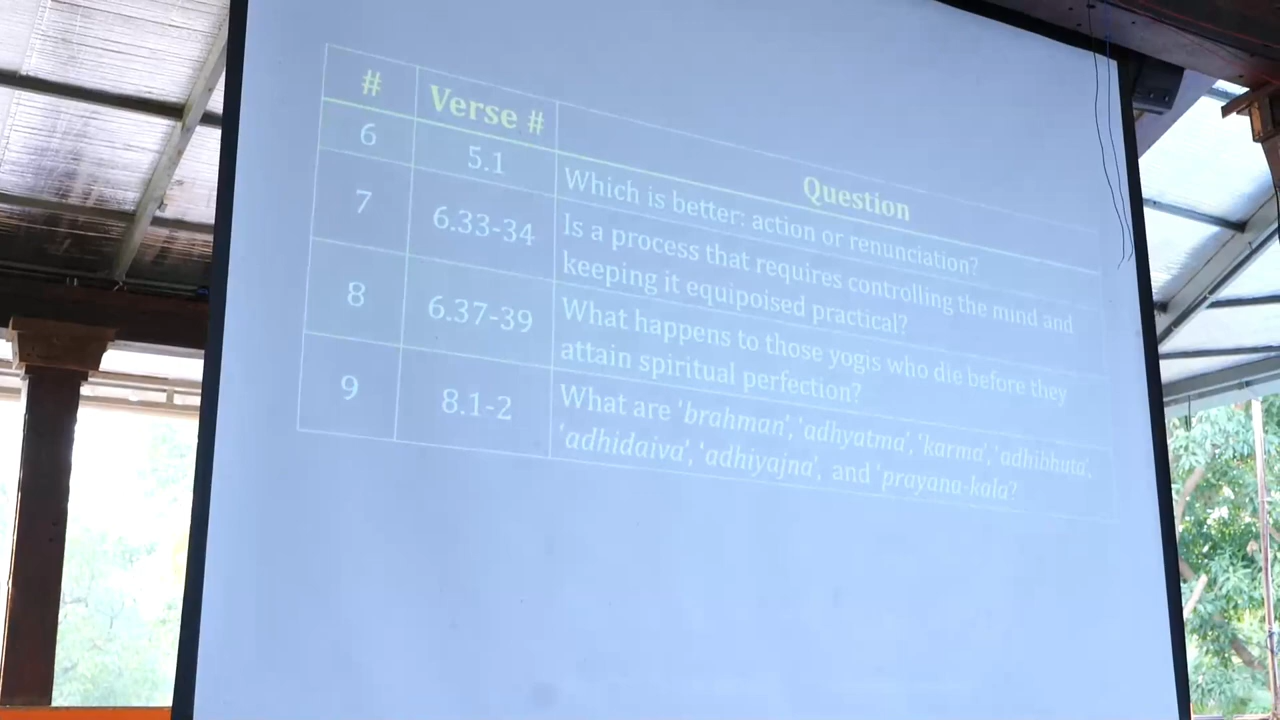 # Verse # Question
6 5.1 Which is better: action or renunciation?
7 6.33-34 Is a process that requires controlling the mind and
keeping it equipoised practical?
8 6.37-39 What happens to those yogis who die before they
attain spiritual perfection?
9 8.1-2 What are 'brahman', 'adhyatma', 'karma', 'adhibhuta',
'adhidaiva', 'adhiyajna', and 'prayana-kala?